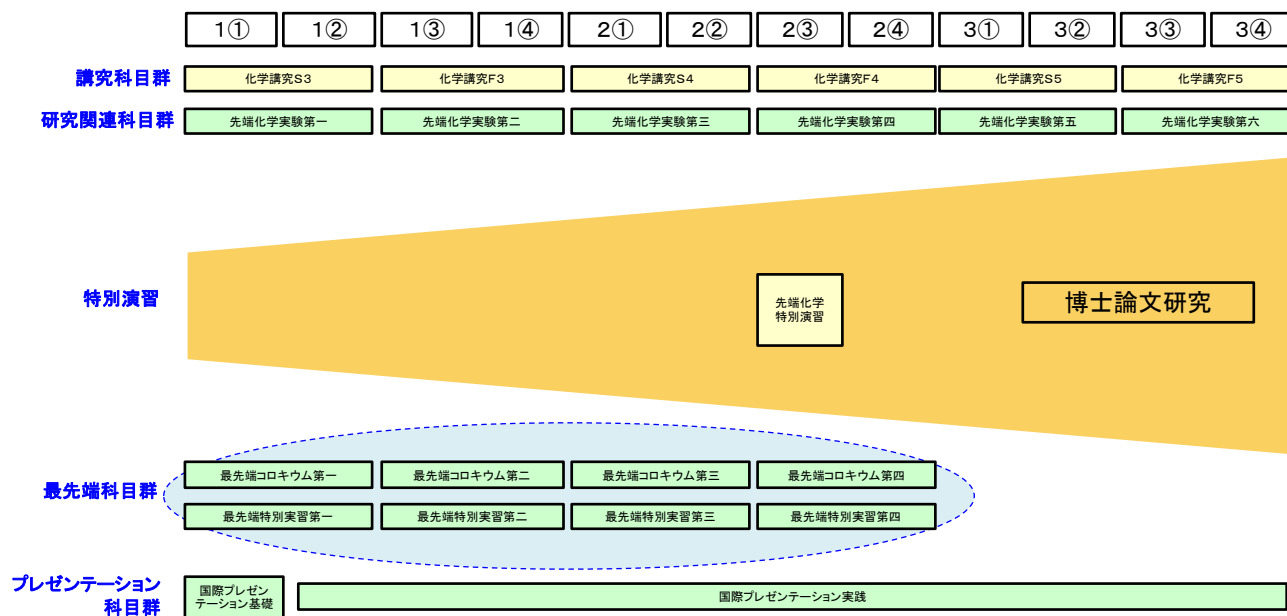 1① 1② 1③ 1④ 2① 2② 2③ 2④ 3① 3② 3③ 3④
講究科目群 化学講究S3 化学講究F3 化学講究S4 化学講究F4 化学講究S5 化学講究F5
研究関連科目群 先端化学実験第一 先端化学実験第二 先端化学実験第三 先端化学実験第四 先端化学実験第五 先端化学実験第六
特別演習
先端化学
特別演習
博士論文研究
最先端科目群
最先端コロキウム第一 最先端コロキウム第二 最先端コロキウム第三 最先端コロキウム第四
最先端特別実習第一 最先端特別実習第二 最先端特別実習第三 最先端特別実習第四
プレゼンテーション
科目群
国際プレゼン
テーション基礎
国際プレゼンテーション実践